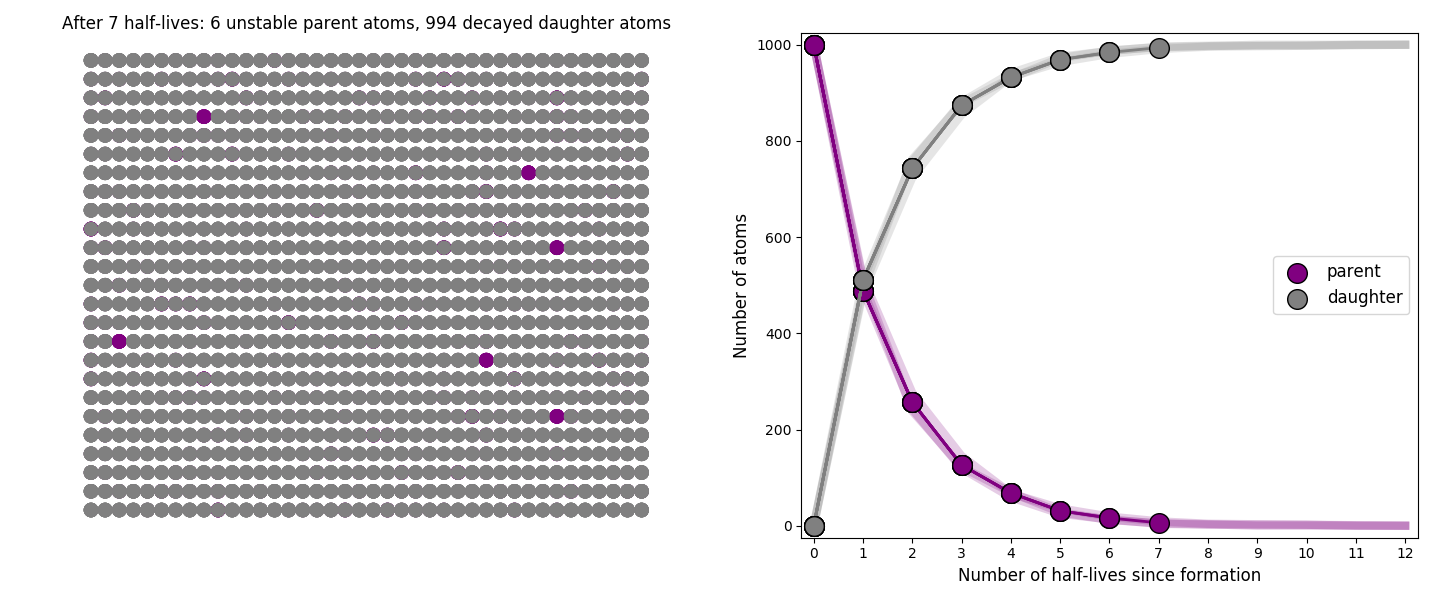 After 7 half-lives: 6 unstable parent atoms, 994 decayed daughter atoms
1000
800
600
400
200
0
Number of atoms
parent
daughter
0 1 2 3 4 5 6 7 8 9 10 11 12
Number of half-lives since formation